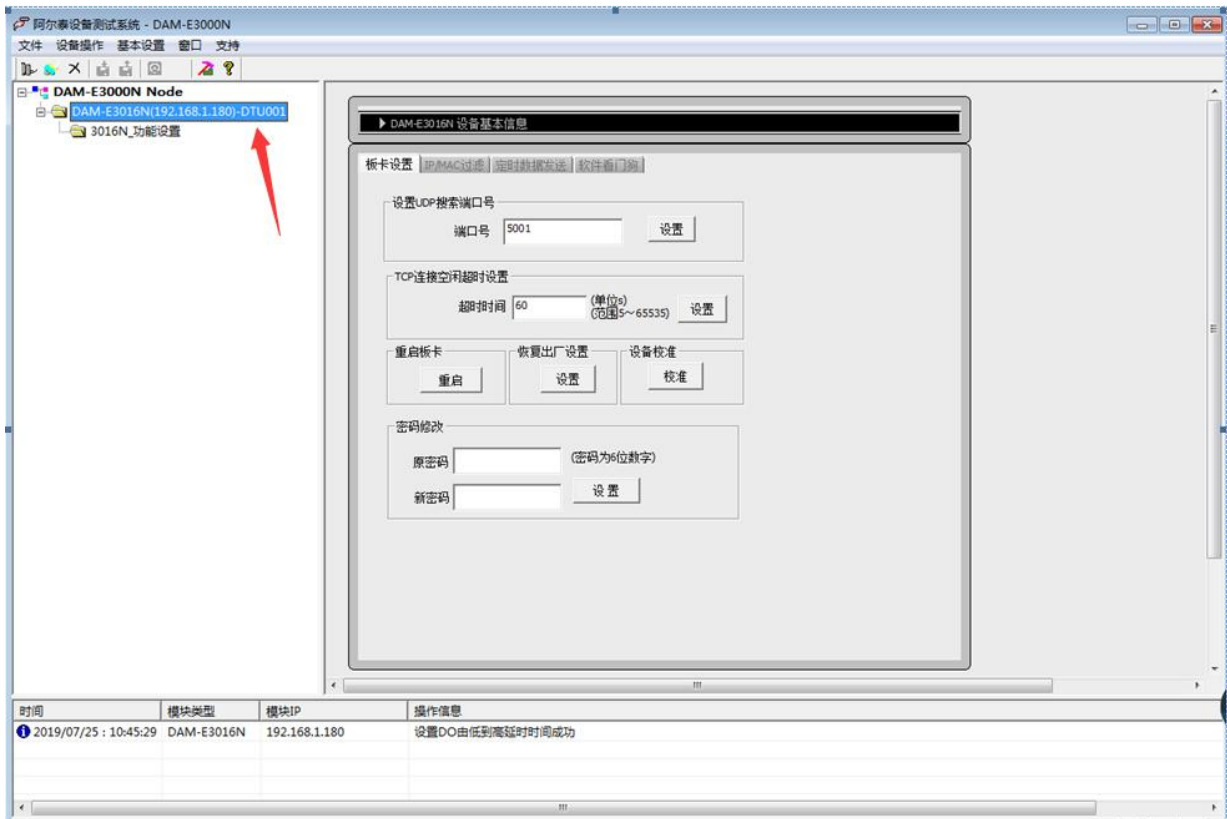 阿尔泰设备测试系统 - DAM-E3000N
文件 设备操作 基本设置 窗口 支持
DAM-E3000N Node
DAM-E3016N(192.168.1.180)-DTU001
3016N_功能设置
DAM-E3016N 设备基本信息
板卡设置 IP/MAC过滤 定时数据发送 软件看门狗
设置UDP搜索端口号
端口号 5001 设置
TCP连接空闲超时设置
超时时间 60 (单位s) 设置
(范围5~65535)
重启板卡 恢复出厂设置 设备校准
重启 设置 校准
密码修改
原密码 (密码为6位数字)
新密码 设置
时间 模块类型 模块IP 操作信息
2019/07/25 : 10:45:29 DAM-E3016N 192.168.1.180 设置DO由低到高延时时间成功